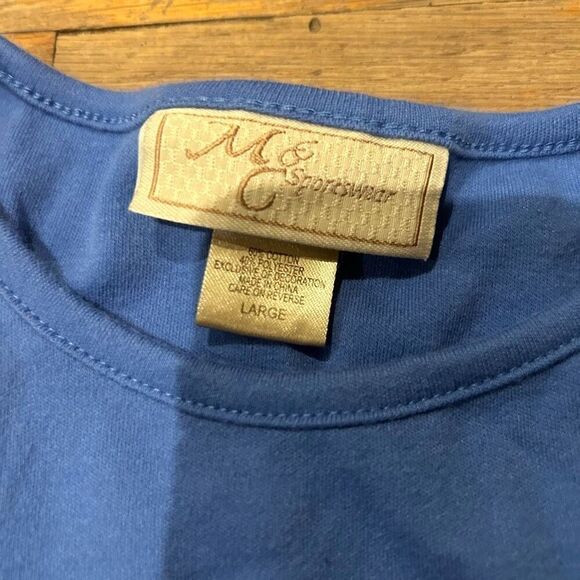 M&C Sportswear
60% COTTON
40% POLYESTER
EXCLUSIVE OF DECORATION
MADE IN CHINA
CARE ON REVERSE
LARGE